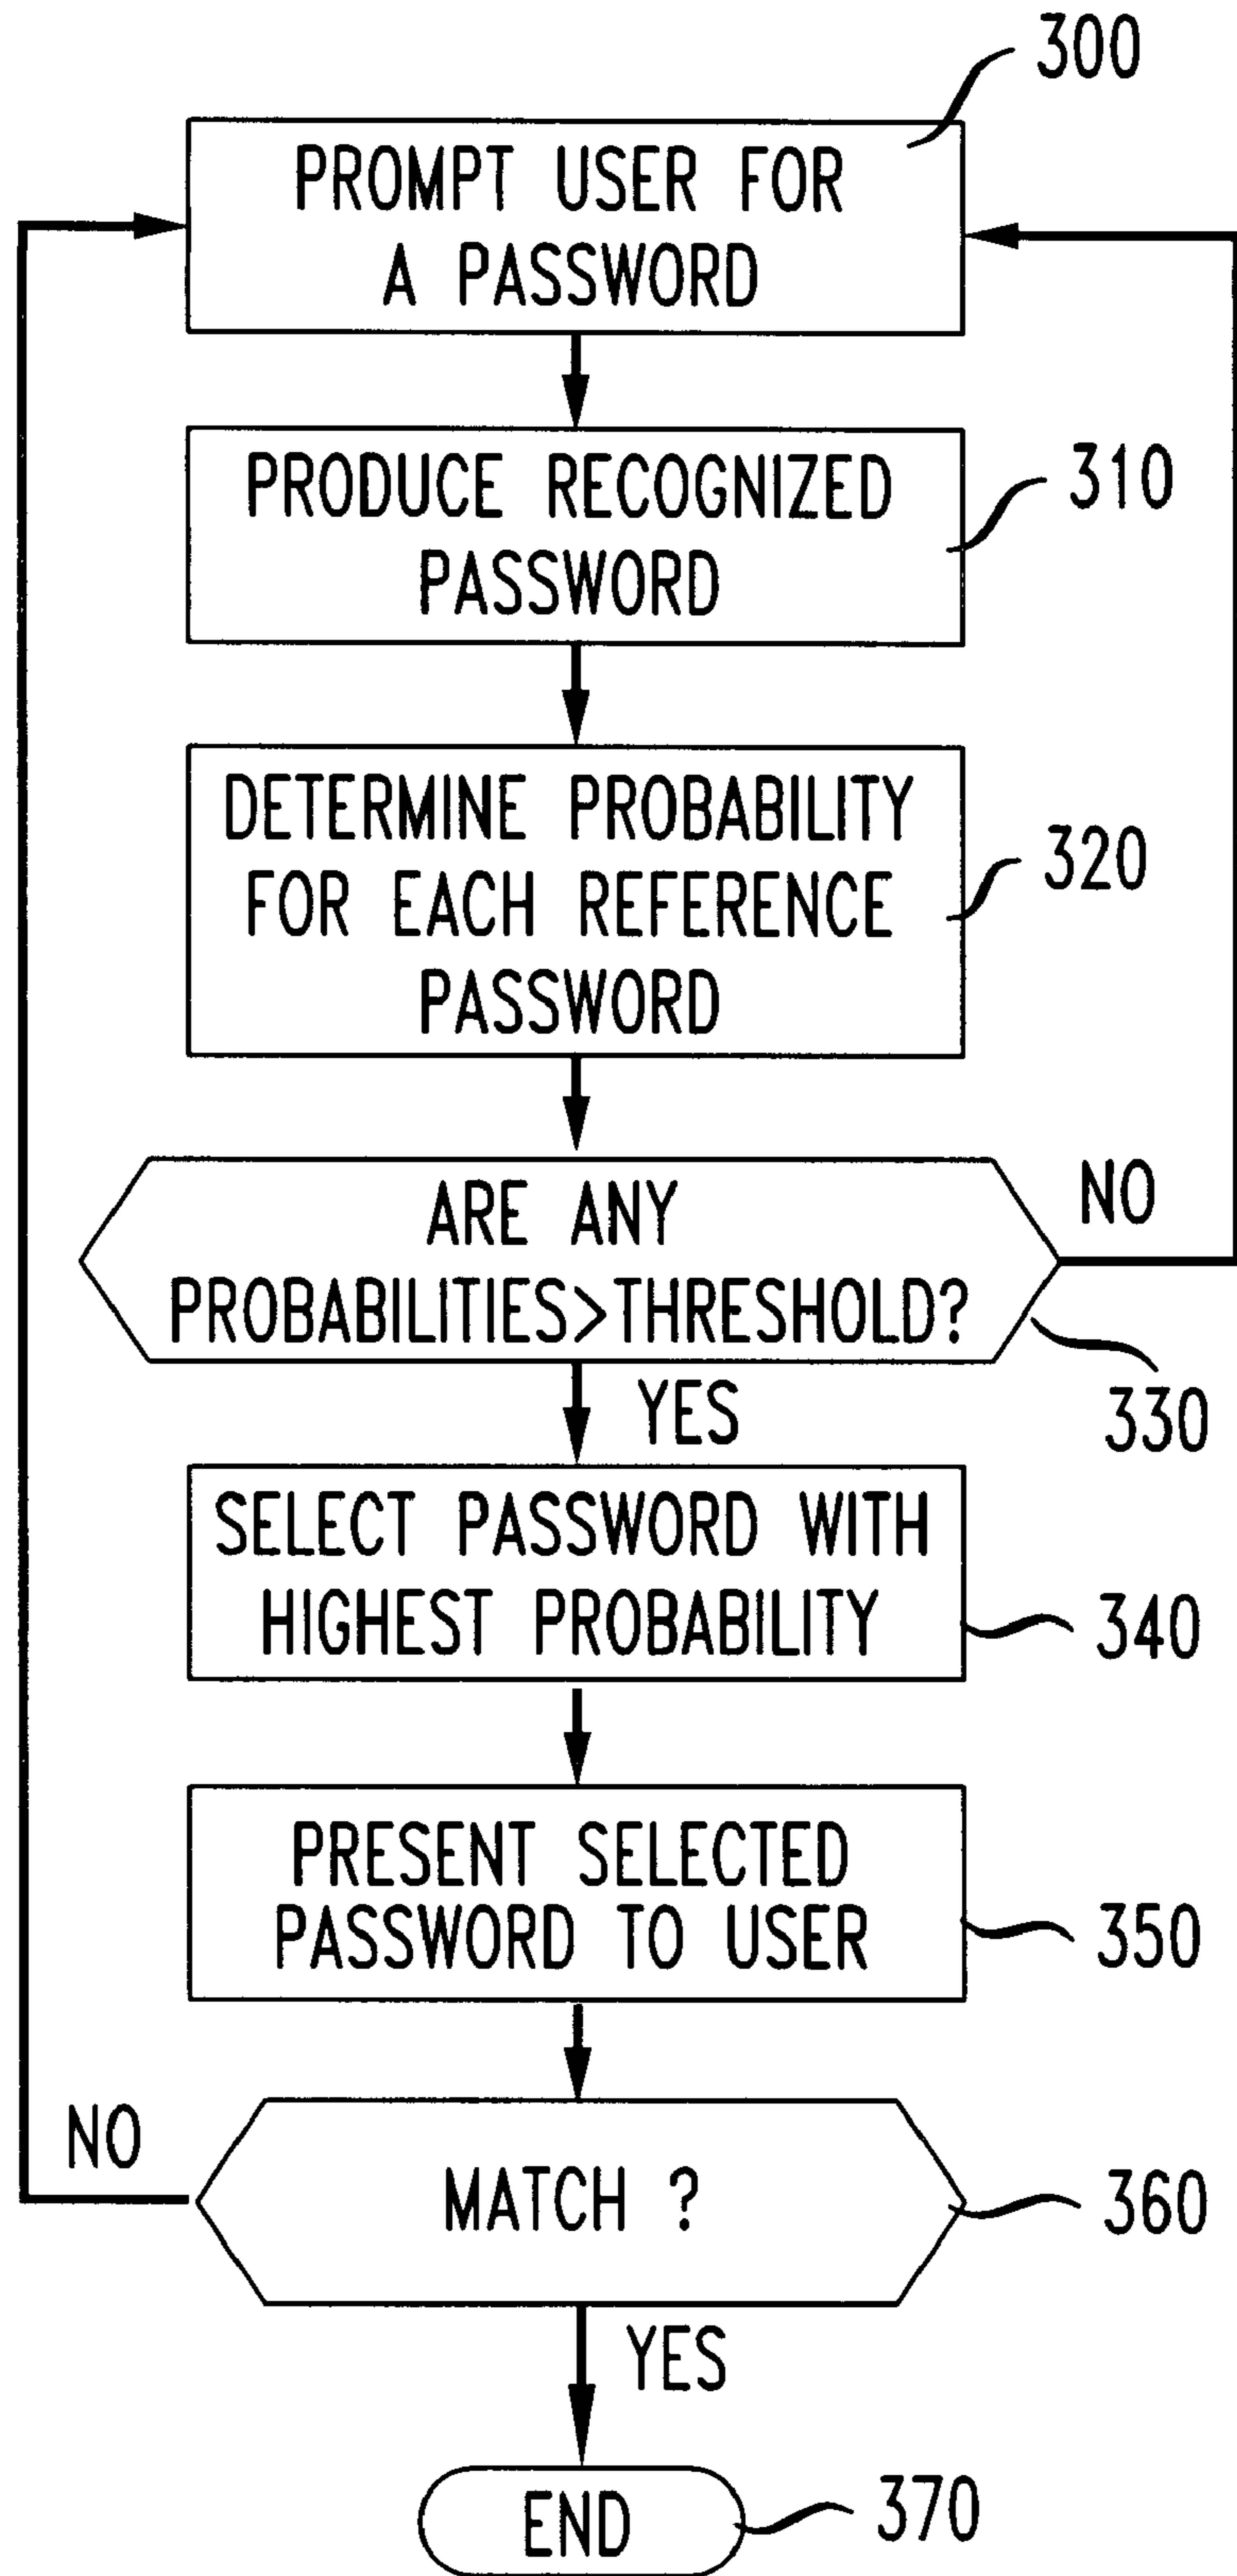 300
PROMPT USER FOR
A PASSWORD
PRODUCE RECOGNIZED
PASSWORD
310
DETERMINE PROBABILITY
FOR EACH REFERENCE
PASSWORD
320
ARE ANY
PROBABILITIES>THRESHOLD?
NO
330
YES
SELECT PASSWORD WITH
HIGHEST PROBABILITY
340
PRESENT SELECTED
PASSWORD TO USER
350
NO
MATCH ?
360
YES
END
370